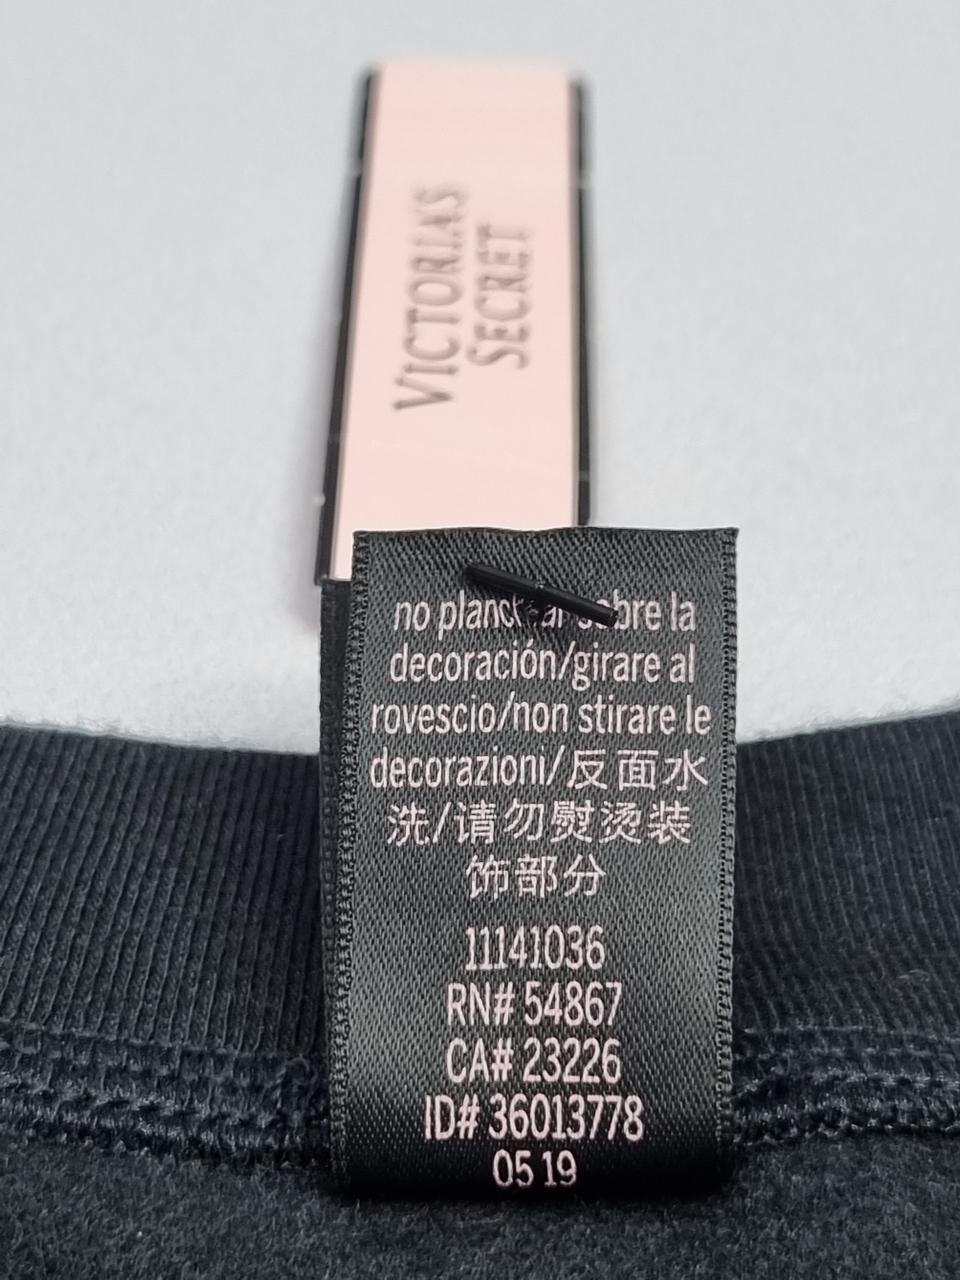 VICTORIA'S
SECRET
no planchar sobre la
decoración/girare al
rovescio/non stirare le
decorazioni/反面水
洗/请勿熨烫装
饰部分
11141036
RN# 54867
CA# 23226
ID# 36013778
05 19